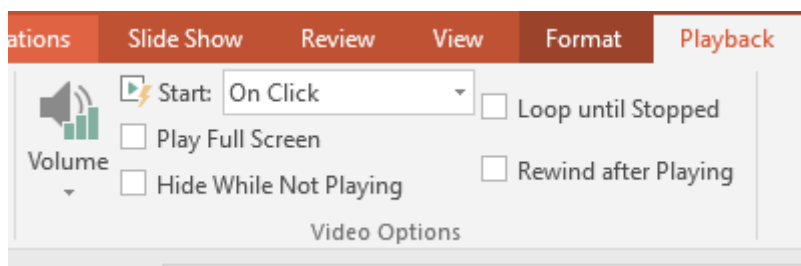 ations Slide Show Review View Format Playback
Start: On Click
Loop until Stopped
Play Full Screen
Volume
Rewind after Playing
Hide While Not Playing
Video Options